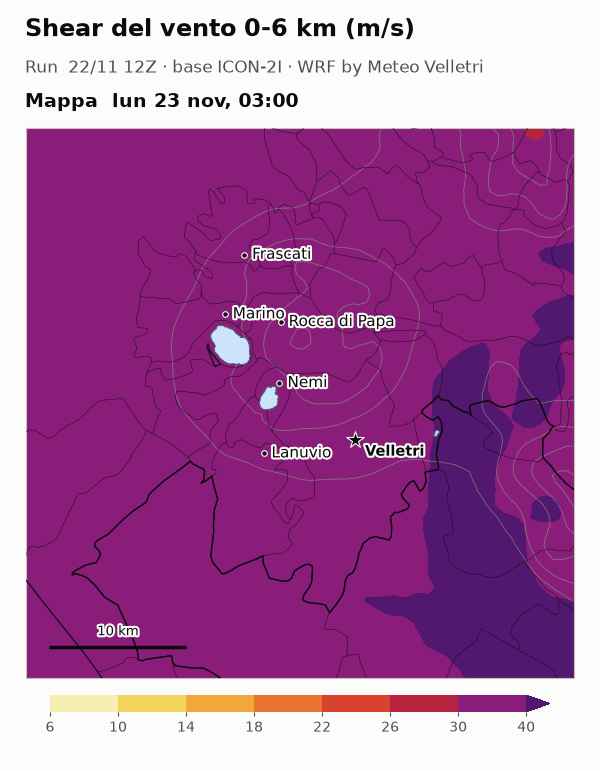 Shear del vento 0-6 km (m/s)
Run  22/11 12Z · base ICON-2I · WRF by Meteo Velletri
Mappa  lun 23 nov, 03:00
Frascati
Marino
Rocca di Papa
Nemi
Velletri
Lanuvio
10 km
6 10 14 18 22 26 30 40